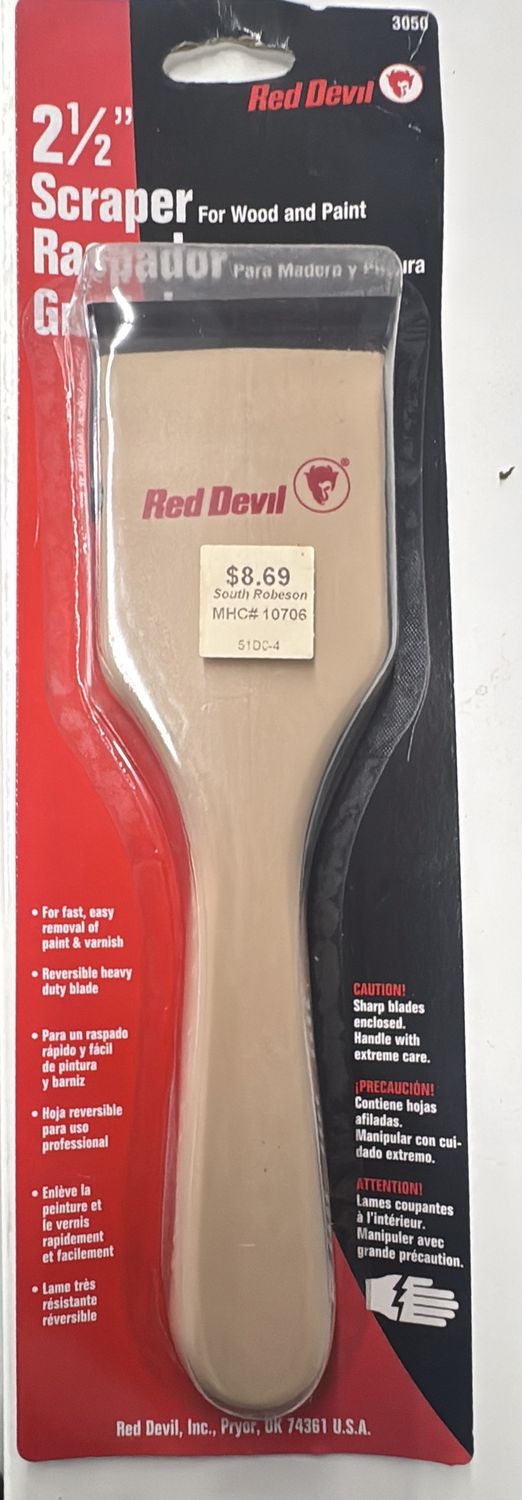 3050
Red Devil
2½”
Scraper For Wood and Paint
Raspador Para Madera y Pintura
Red Devil®
$8.69
South Robeson
MHC# 10706
51DC-4
• For fast, easy
removal of
paint & varnish
• Reversible heavy
duty blade
• Para un raspado
rápido y fácil
de pintura
y barniz
• Hoja reversible
para uso
professional
• Enlève la
peinture et
le vernis
rapidement
et facilement
• Lame très
résistante
réversible
CAUTION!
Sharp blades
enclosed.
Handle with
extreme care.
¡PRECAUCIÓN!
Contiene hojas
afiladas.
Manipular con cui-
dado extremo.
ATTENTION!
Lames coupantes
à l'intérieur.
Manipuler avec
grande précaution.
Red Devil, Inc., Pryor, OK 74361 U.S.A.